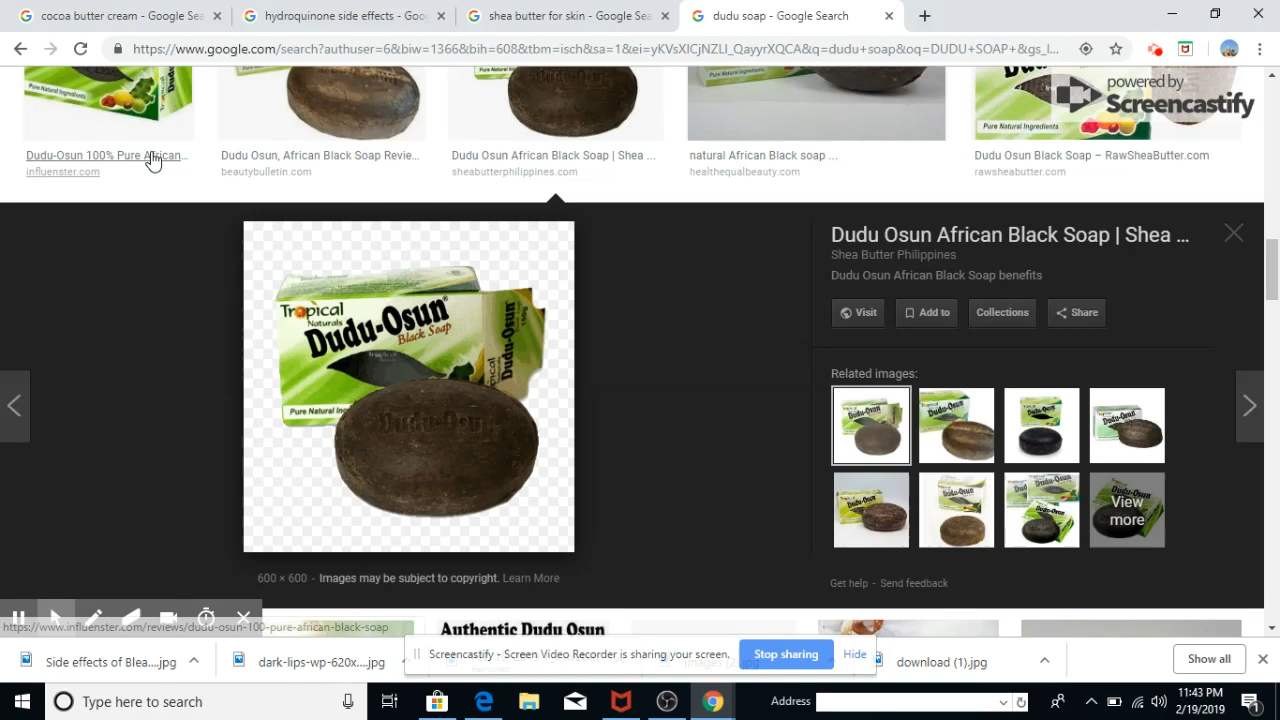 cocoa butter cream - Google Sea
hydroquinone side effects - Goog
shea butter for skin - Google Sea
dudu soap - Google Search
https://www.google.com/search?authuser=6&biw=1366&bih=608&tbm=isch&sa=1&ei=yKVsXICjNZLI_QayyrXQCA&q=dudu+soap&oq=DUDU+SOAP+&gs_l...
powered by
Screencastify
Pure Natural Ingredients
Dudu-Osun 100% Pure African...
influenster.com
Dudu Osun, African Black Soap Revie...
beautybulletin.com
Dudu Osun African Black Soap | Shea ...
sheabutterphilippines.com
natural African Black soap ...
healthequalbeauty.com
Dudu Osun Black Soap – RawSheaButter.com
rawsheabutter.com
Tropical
Naturals
Dudu-Osun
Black Soap
Pure Natural
Dudu-Osun
150g
Dudu Osun African Black Soap | Shea ...
Shea Butter Philippines
Dudu Osun African Black Soap benefits
Visit
Add to
Collections
Share
Related images:
View
more
600 × 600 - Images may be subject to copyright. Learn More
Get help - Send feedback
https://www.influenster.com/reviews/dudu-osun-100-pure-african-black-soap
Authentic Dudu Osun
Screencastify - Screen Video Recorder is sharing your screen.
Stop sharing
Hide
Side effects of Blea....jpg
dark-lips-wp-620x....jpg
download (1).jpg
Show all
Type here to search
Address
11:43 PM
2/19/2019